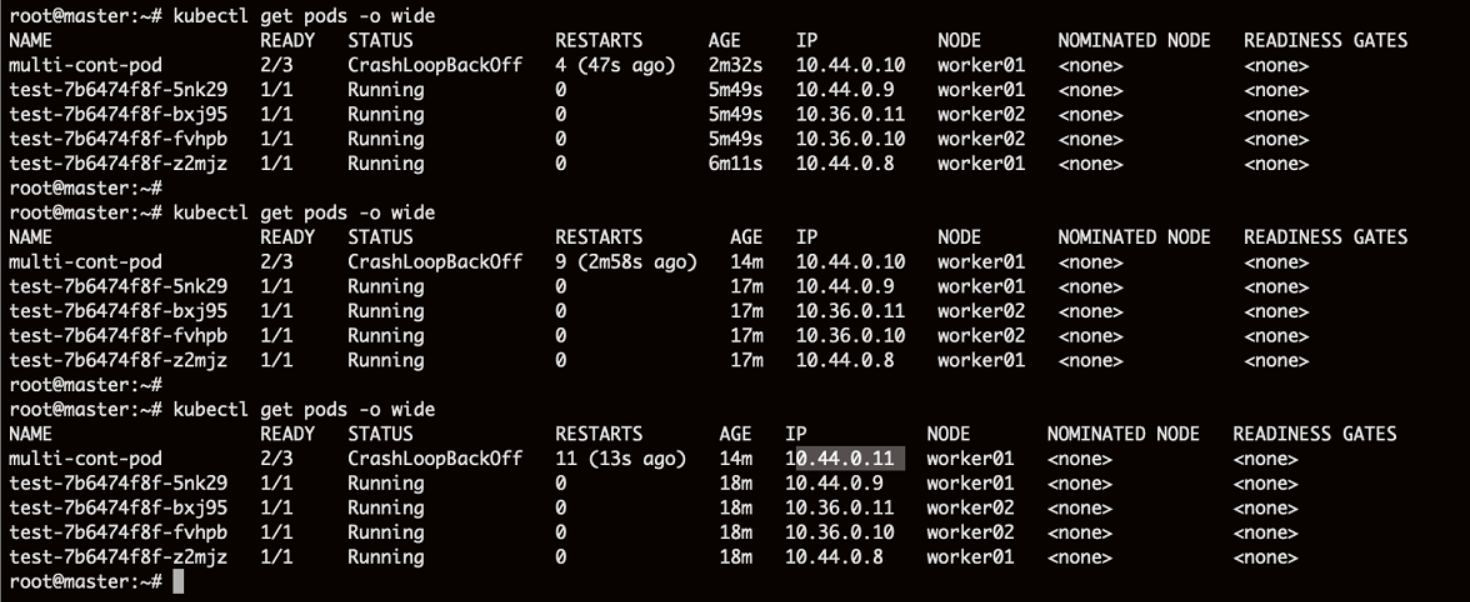 root@master:~# kubectl get pods -o wide
NAME READY STATUS RESTARTS AGE IP NODE NOMINATED NODE READINESS GATES
multi-cont-pod 2/3 CrashLoopBackOff 4 (47s ago) 2m32s 10.44.0.10 worker01 <none> <none>
test-7b6474f8f-5nk29 1/1 Running 0 5m49s 10.44.0.9 worker01 <none> <none>
test-7b6474f8f-bxj95 1/1 Running 0 5m49s 10.36.0.11 worker02 <none> <none>
test-7b6474f8f-fvhpb 1/1 Running 0 5m49s 10.36.0.10 worker02 <none> <none>
test-7b6474f8f-z2mjz 1/1 Running 0 6m11s 10.44.0.8 worker01 <none> <none>
root@master:~#
root@master:~# kubectl get pods -o wide
NAME READY STATUS RESTARTS AGE IP NODE NOMINATED NODE READINESS GATES
multi-cont-pod 2/3 CrashLoopBackOff 9 (2m58s ago) 14m 10.44.0.10 worker01 <none> <none>
test-7b6474f8f-5nk29 1/1 Running 0 17m 10.44.0.9 worker01 <none> <none>
test-7b6474f8f-bxj95 1/1 Running 0 17m 10.36.0.11 worker02 <none> <none>
test-7b6474f8f-fvhpb 1/1 Running 0 17m 10.36.0.10 worker02 <none> <none>
test-7b6474f8f-z2mjz 1/1 Running 0 17m 10.44.0.8 worker01 <none> <none>
root@master:~#
root@master:~# kubectl get pods -o wide
NAME READY STATUS RESTARTS AGE IP NODE NOMINATED NODE READINESS GATES
multi-cont-pod 2/3 CrashLoopBackOff 11 (13s ago) 14m 10.44.0.11 worker01 <none> <none>
test-7b6474f8f-5nk29 1/1 Running 0 18m 10.44.0.9 worker01 <none> <none>
test-7b6474f8f-bxj95 1/1 Running 0 18m 10.36.0.11 worker02 <none> <none>
test-7b6474f8f-fvhpb 1/1 Running 0 18m 10.36.0.10 worker02 <none> <none>
test-7b6474f8f-z2mjz 1/1 Running 0 18m 10.44.0.8 worker01 <none> <none>
root@master:~#